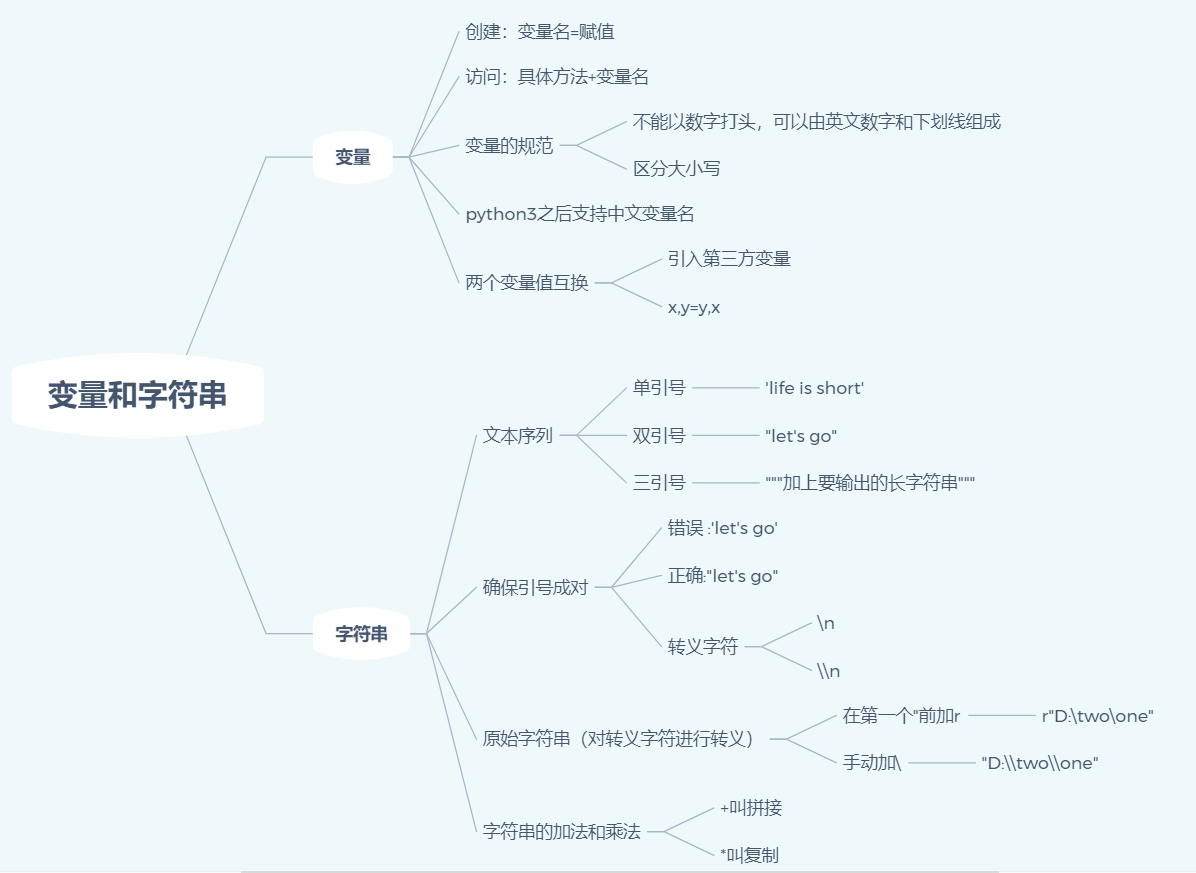 变量和字符串
变量
创建：变量名=赋值
访问：具体方法+变量名
变量的规范
不能以数字打头，可以由英文数字和下划线组成
区分大小写
python3之后支持中文变量名
两个变量值互换
引入第三方变量
x,y=y,x
字符串
文本序列
单引号
'life is short'
双引号
"let's go"
三引号
"""加上要输出的长字符串"""
确保引号成对
错误 :'let's go'
正确:"let's go"
转义字符
\n
\\n
原始字符串（对转义字符进行转义）
在第一个"前加r
r"D:\two\one"
手动加\
"D:\\two\\one"
字符串的加法和乘法
+叫拼接
*叫复制